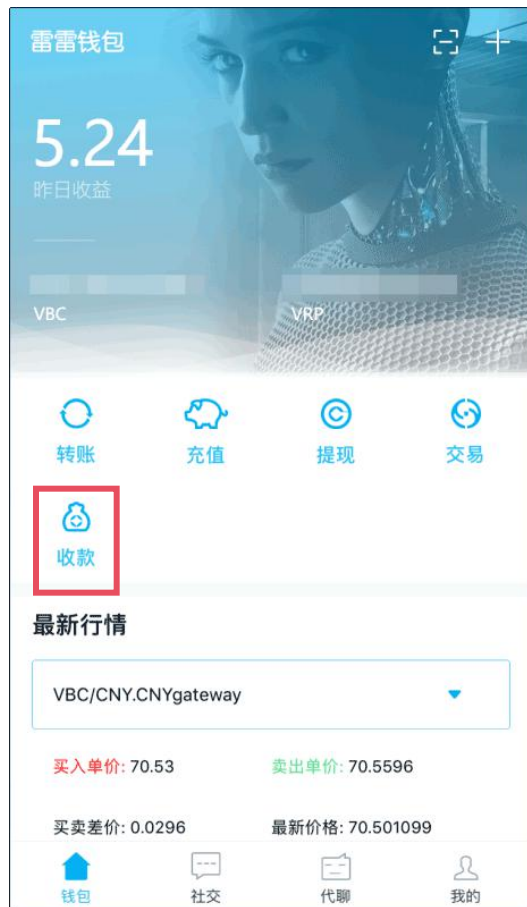 雷雷钱包
5.24
昨日收益
VBC VRP
转账 充值 提现 交易
收款
最新行情
VBC/CNY.CNYgateway
买入单价: 70.53 卖出单价: 70.5596
买卖差价: 0.0296 最新价格: 70.501099
钱包 社交 代聊 我的